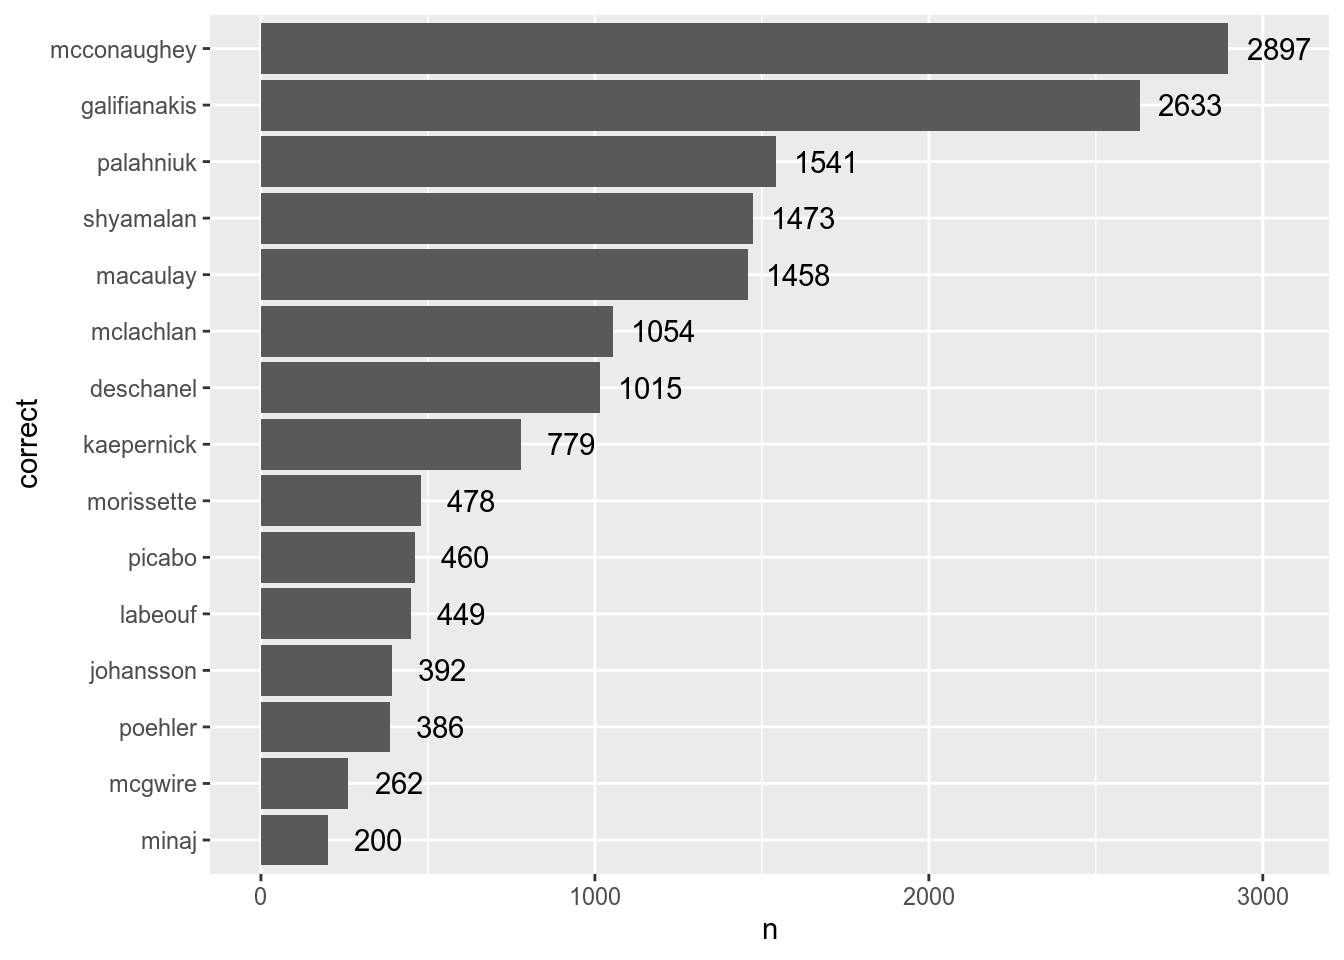 correct
mcconaughey 2897
galifianakis 2633
palahniuk 1541
shyamalan 1473
macaulay 1458
mclachlan 1054
deschanel 1015
kaepernick 779
morissette 478
picabo 460
labeouf 449
johansson 392
poehler 386
mcgwire 262
minaj 200
0 1000 2000 3000
n